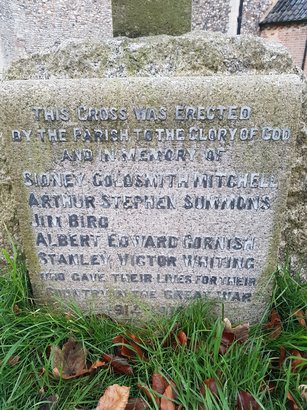 THIS CROSS WAS ERECTED
BY THE PARISH TO THE GLORY OF GOD
AND IN MEMORY OF
SIDNEY GOLDSMITH MITCHELL
ARTHUR STEPHEN SIMMONS
BIRD
ALBERT EDWARD CORNISH
STANLEY VICTOR WHITING
WHO GAVE THEIR LIVES FOR THEIR
COUNTRY IN THE GREAT WAR